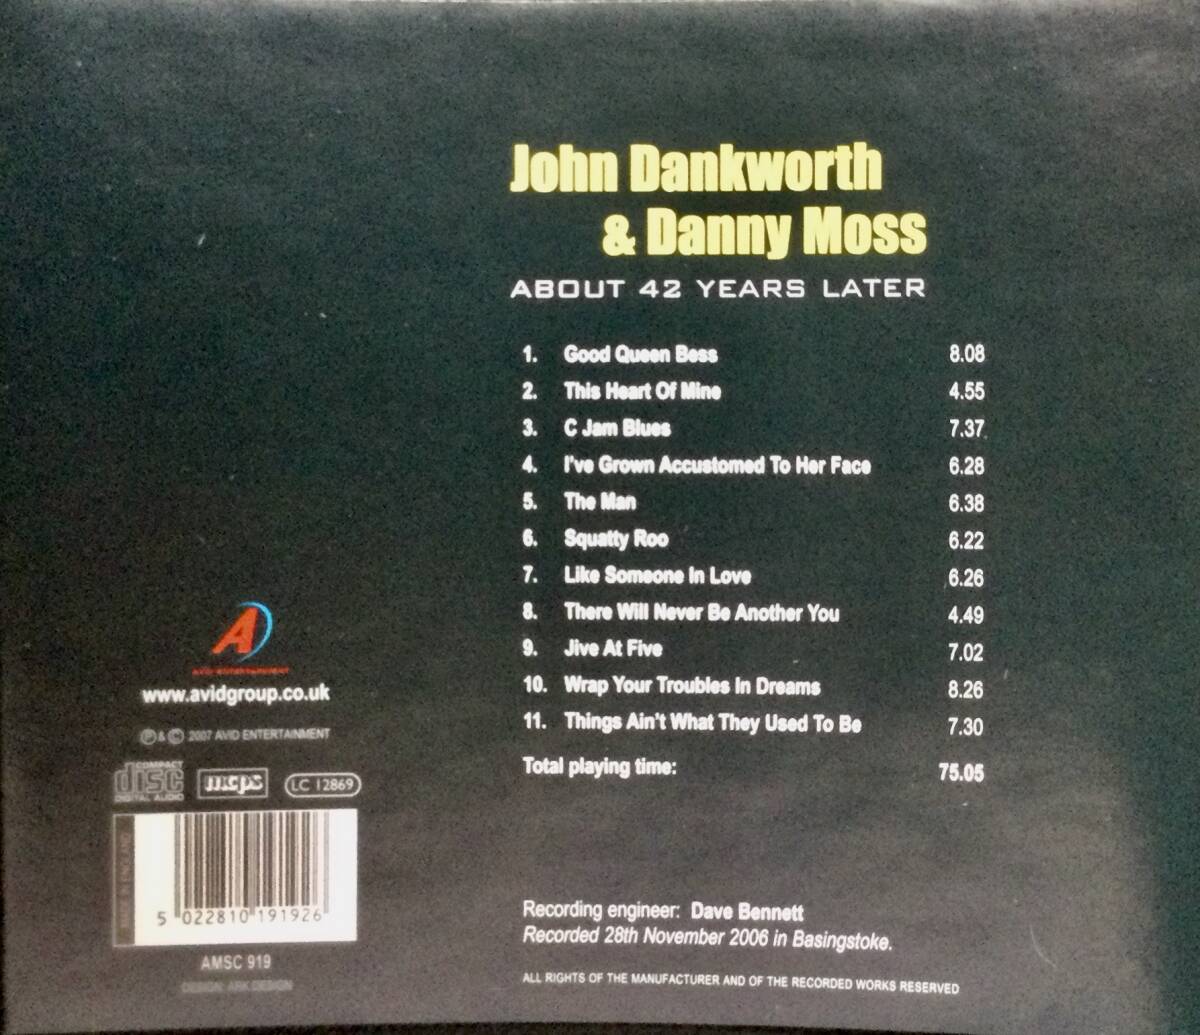 John Dankworth
& Danny Moss
ABOUT 42 YEARS LATER
1. Good Queen Bess 8.08
2. This Heart Of Mine 4.55
3. C Jam Blues 7.37
4. I've Grown Accustomed To Her Face 6.28
5. The Man 6.38
6. Squatty Roo 6.22
7. Like Someone In Love 6.26
8. There Will Never Be Another You 4.49
9. Jive At Five 7.02
10. Wrap Your Troubles In Dreams 8.26
11. Things Ain't What They Used To Be 7.30
Total playing time: 75.05
A
AVID ENTERTAINMENT
www.avidgroup.co.uk
℗ & © 2007 AVID ENTERTAINMENT
COMPACT
disc
DIGITAL AUDIO
mcps
LC 12869
5 022810 191926
AMSC 919
DESIGN: ARK DESIGN
Recording engineer: Dave Bennett
Recorded 28th November 2006 in Basingstoke.
ALL RIGHTS OF THE MANUFACTURER AND OF THE RECORDED WORKS RESERVED